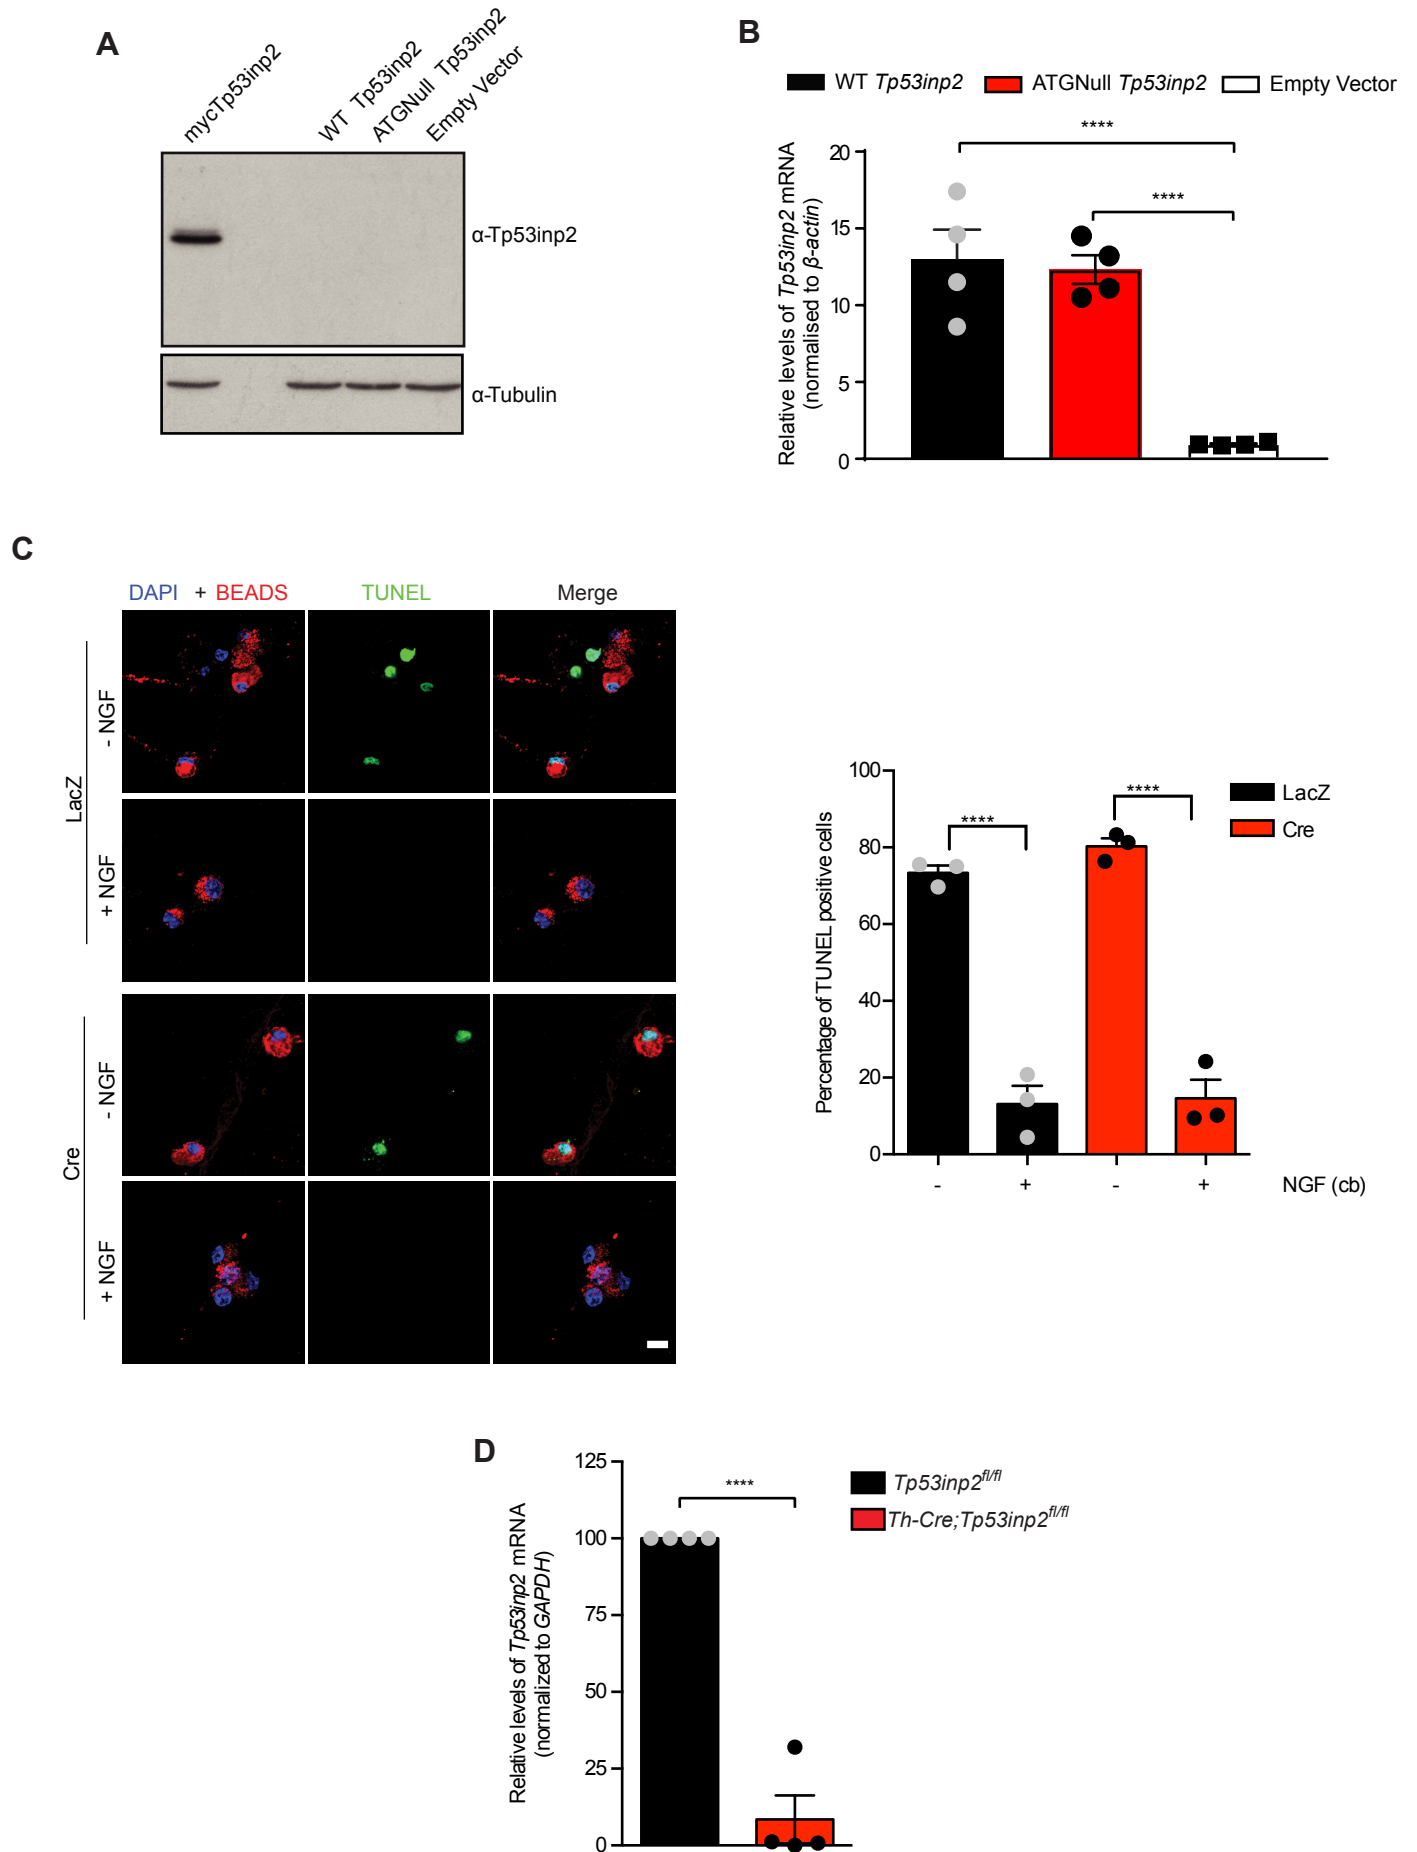 A
mycTp53inp2
WT Tp53inp2
ATGNull Tp53inp2
Empty Vector
α-Tp53inp2
α-Tubulin
B
WT Tp53inp2
ATGNull Tp53inp2
Empty Vector
Relative levels of Tp53inp2 mRNA
(normalised to β-actin)
****
****
20
15
10
5
0
C
DAPI + BEADS
TUNEL
Merge
LacZ
- NGF
+ NGF
Cre
- NGF
+ NGF
Percentage of TUNEL positive cells
100
80
60
40
20
0
****
****
LacZ
Cre
- + - + NGF (cb)
D
Relative levels of Tp53inp2 mRNA
(normalized to GAPDH)
125
100
75
50
25
0
****
Tp53inp2fl/fl
Th-Cre;Tp53inp2fl/fl